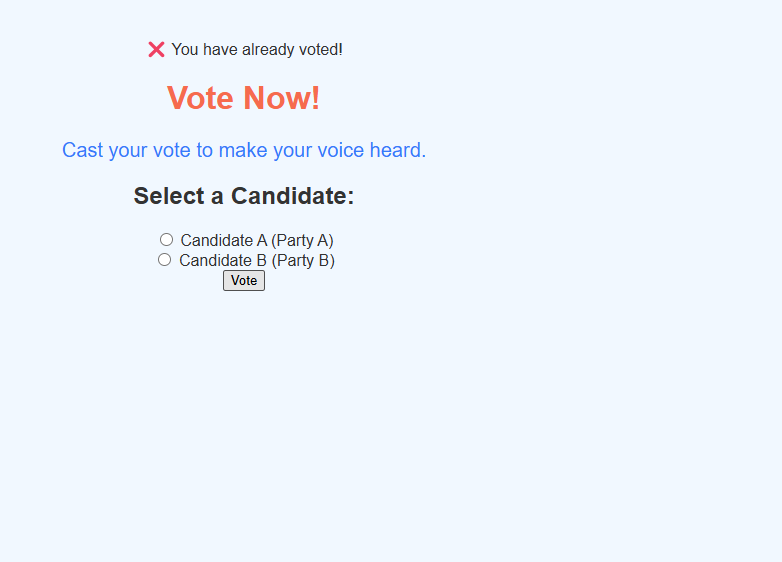 ❌ You have already voted!
Vote Now!
Cast your vote to make your voice heard.
Select a Candidate:
Candidate A (Party A)
Candidate B (Party B)
Vote